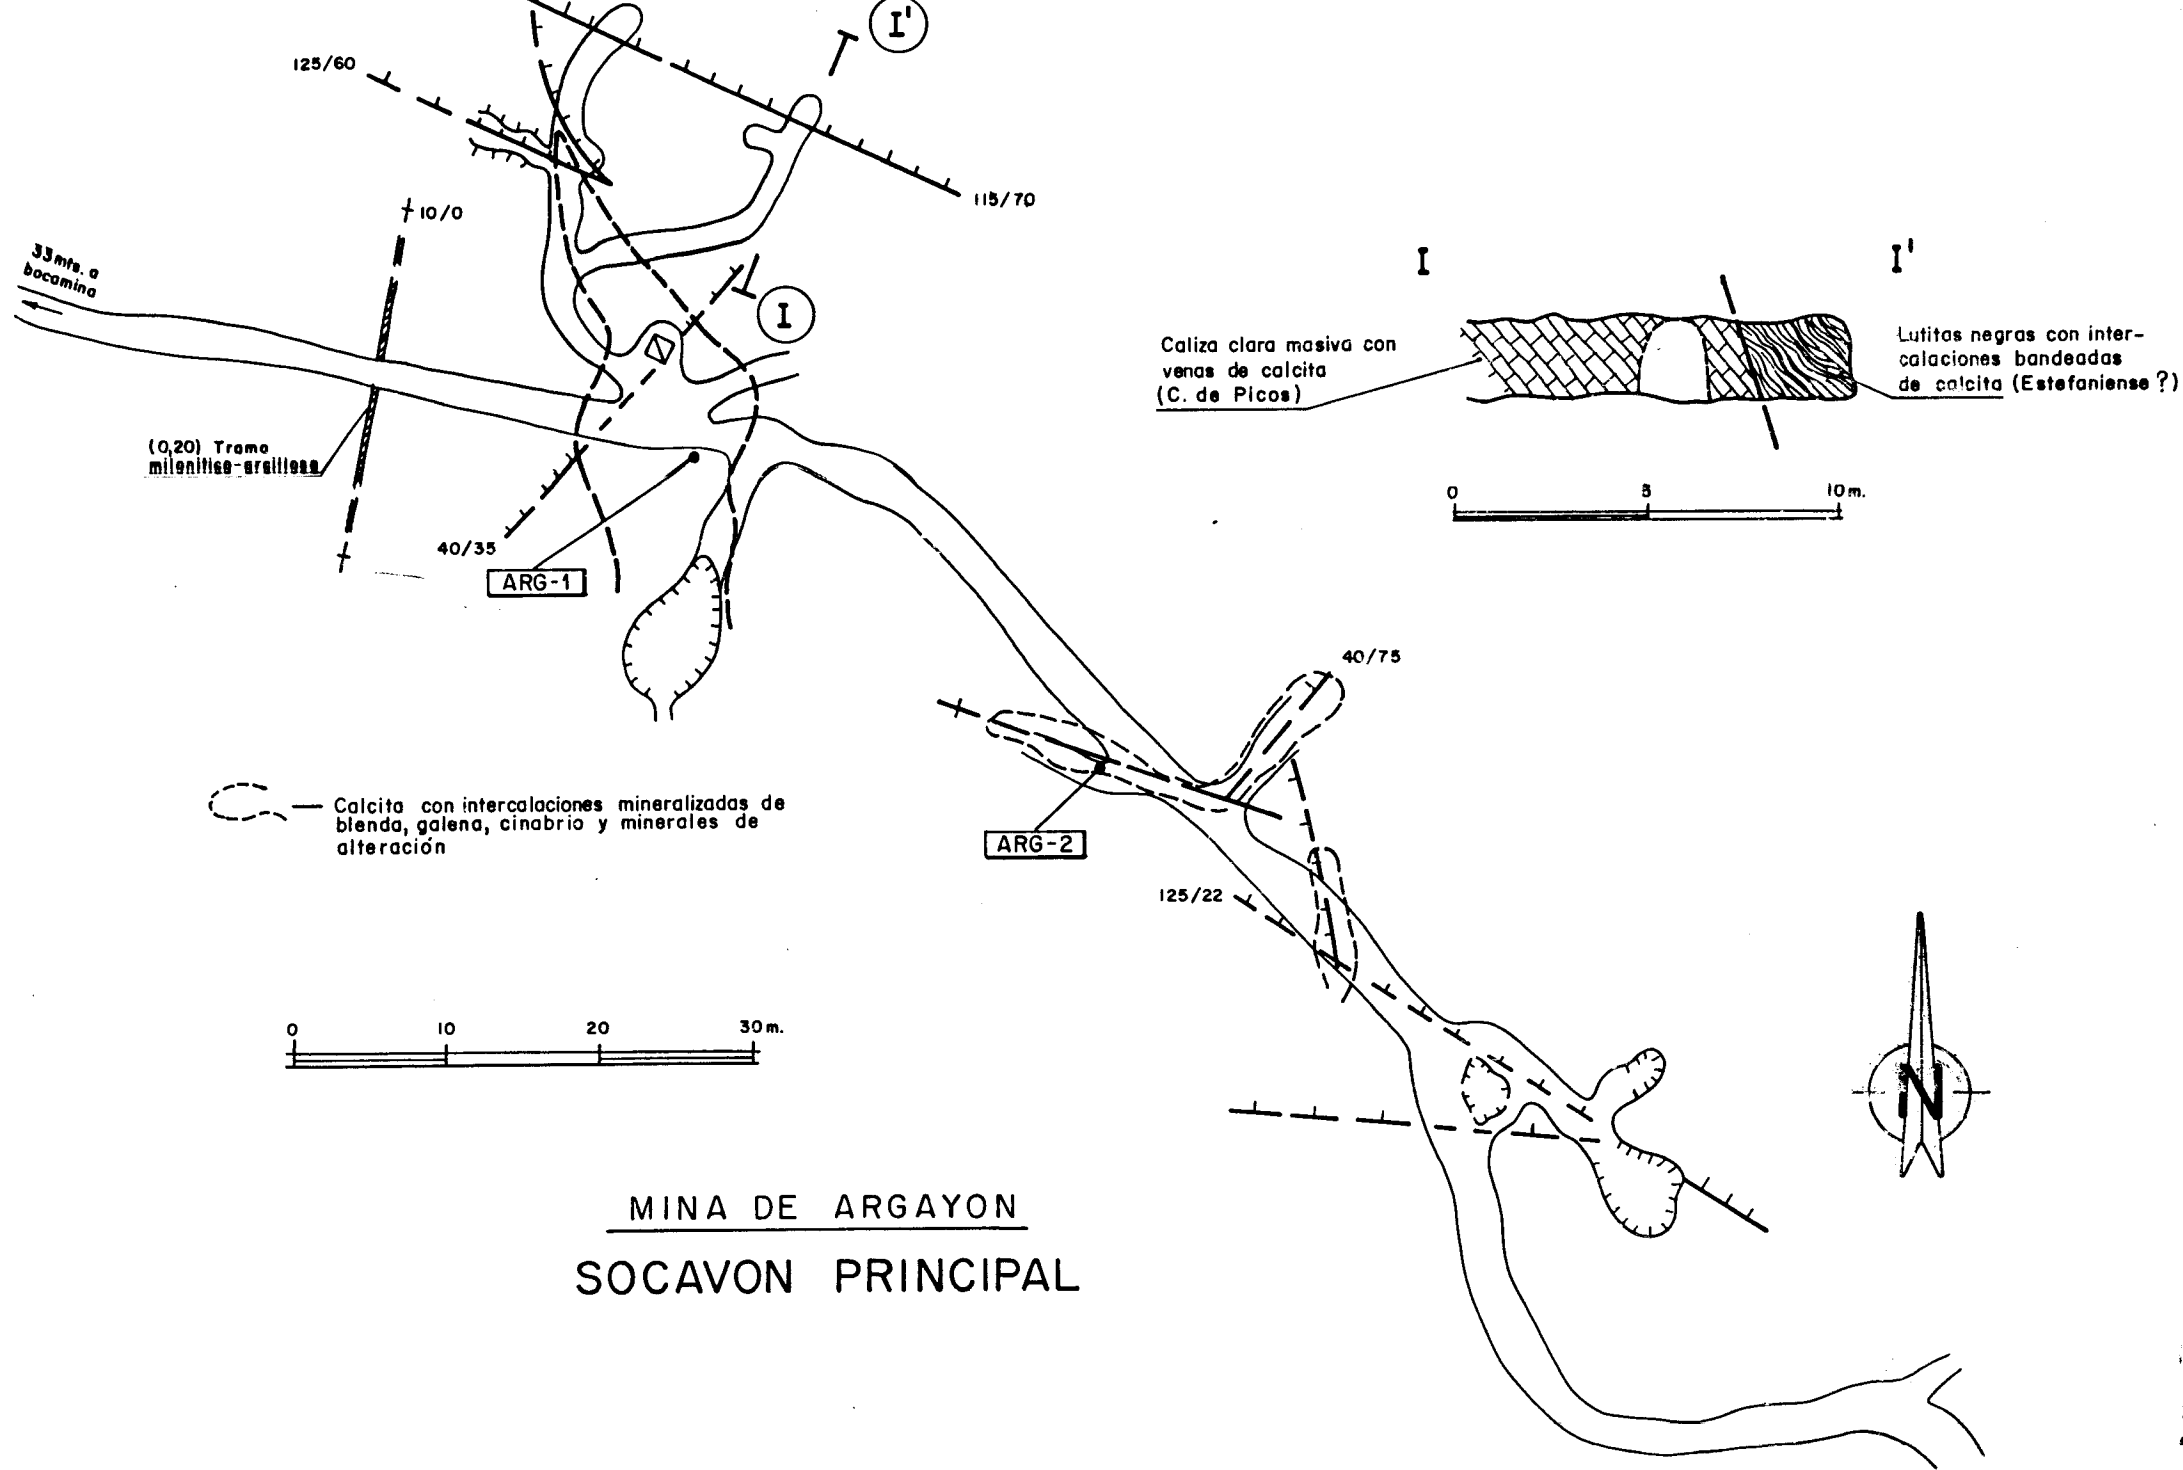 I'
125/60
115/70
10/0
33 mts. a
bocamina
I
I I'
Caliza clara masiva con
venas de calcita
(C. de Picos)
Lutitas negras con inter-
calaciones bandeadas
de calcita (Estefaniense ?)
(0,20) Tramo
0 5 10 m.
40/35
ARG-1
40/75
Calcita con intercalaciones mineralizadas de
blenda, galena, cinabrio y minerales de
alteración
ARG-2
125/22
0 10 20 30 m.
N
MINA DE ARGAYON
SOCAVON PRINCIPAL